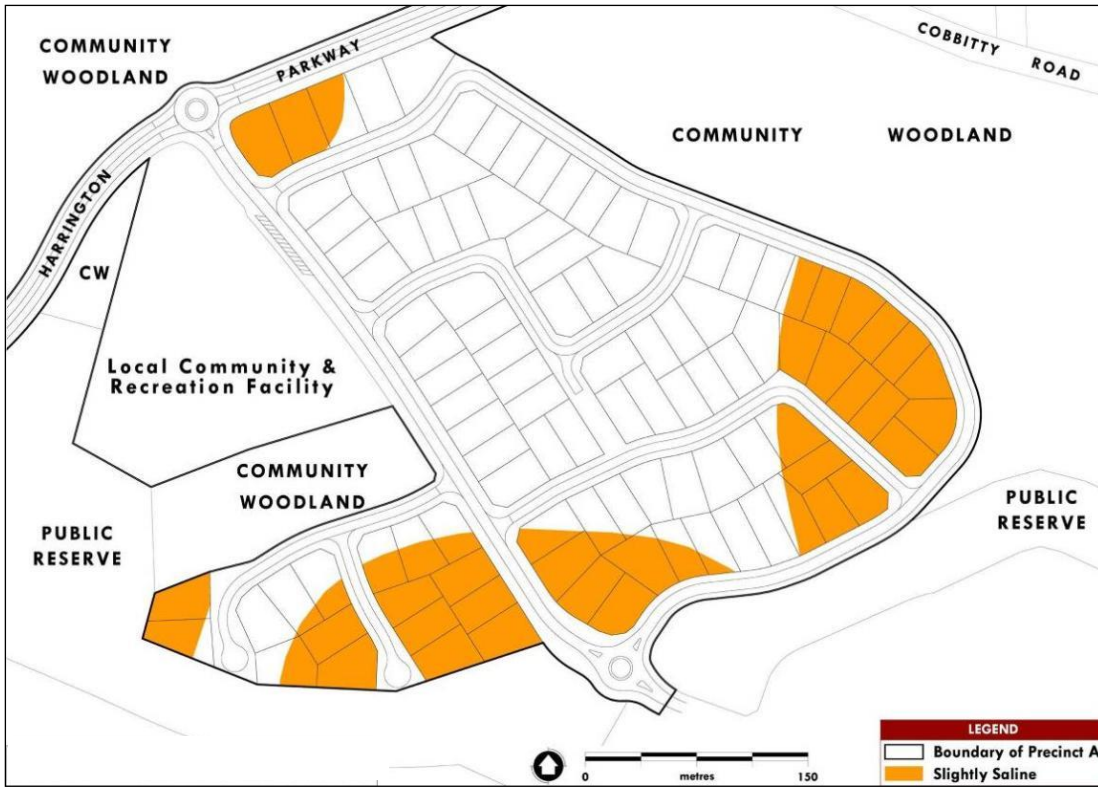 COMMUNITY
WOODLAND
PARKWAY
COBBITTY ROAD
COMMUNITY WOODLAND
HARRINGTON
CW
Local Community &
Recreation Facility
COMMUNITY
WOODLAND
PUBLIC
RESERVE
PUBLIC
RESERVE
LEGEND
Boundary of Precinct A
Slightly Saline
0 metres 150